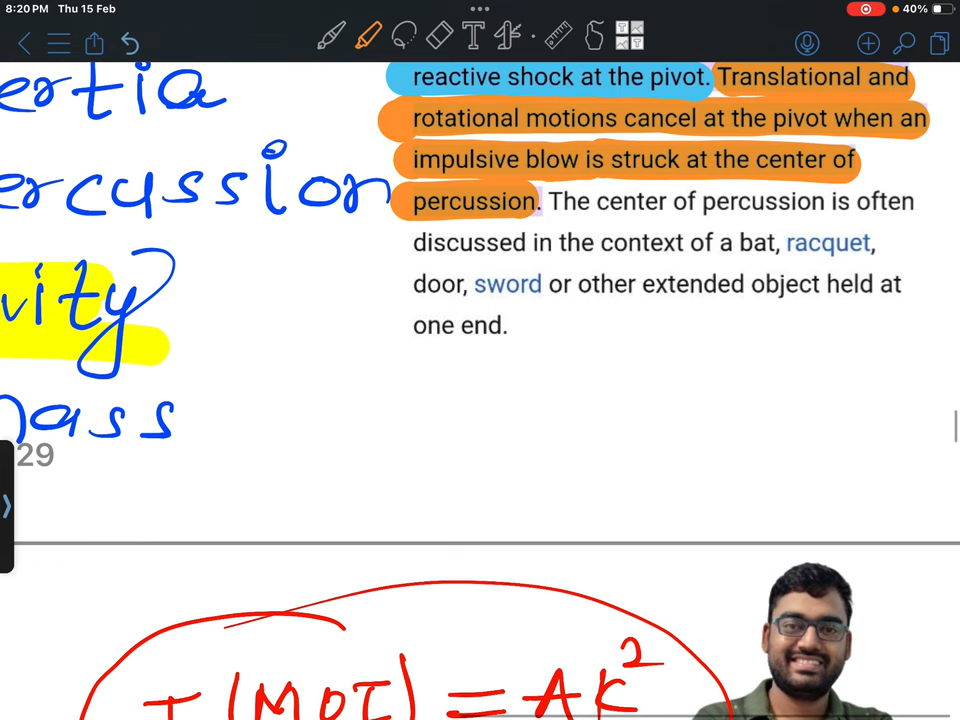 8:20 PM Thu 15 Feb
40%
reactive shock at the pivot. Translational and
rotational motions cancel at the pivot when an
impulsive blow is struck at the center of
percussion. The center of percussion is often
discussed in the context of a bat, racquet,
door, sword or other extended object held at
one end.
ertia
ercussion
vity
mass
29
I (MOI) = AK²